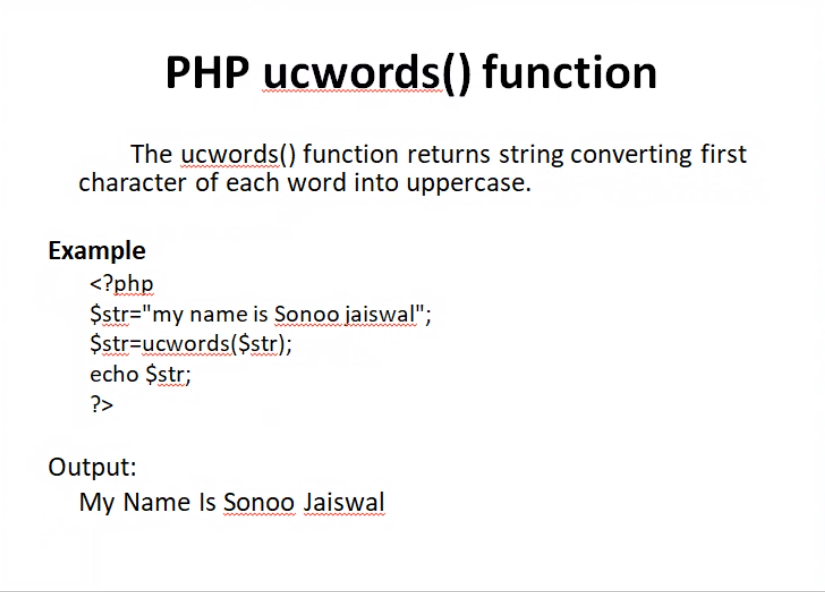 PHP ucwords() function
The ucwords() function returns string converting first
character of each word into uppercase.
Example
<?php
$str="my name is Sonoo jaiswal";
$str=ucwords($str);
echo $str;
?>
Output:
My Name Is Sonoo Jaiswal